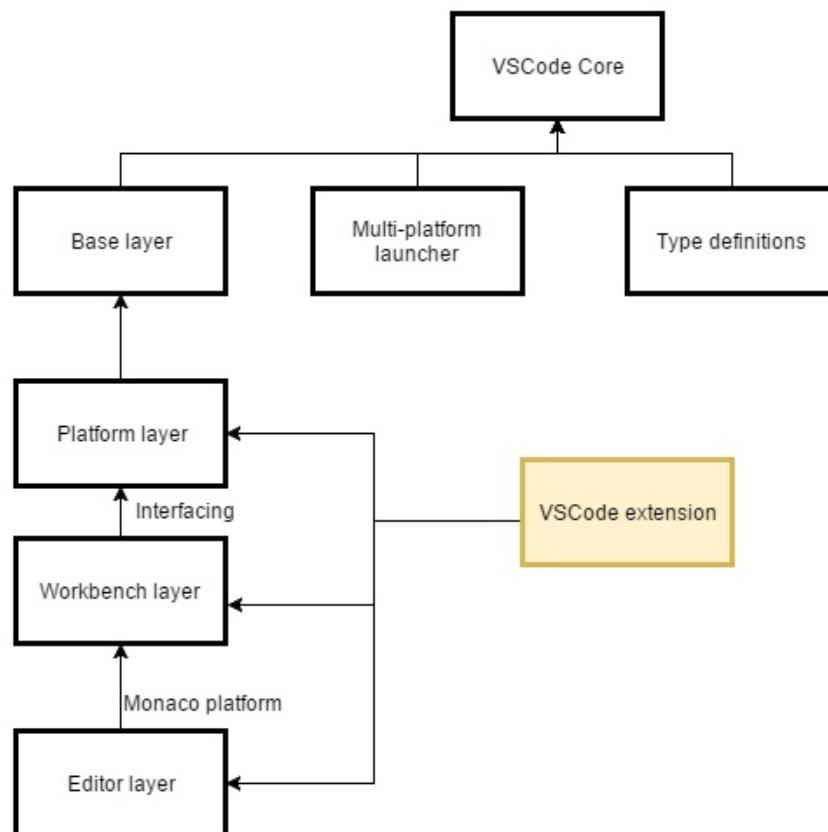 VSCode Core
Base layer
Multi-platform
launcher
Type definitions
Platform layer
Interfacing
VSCode extension
Workbench layer
Monaco platform
Editor layer